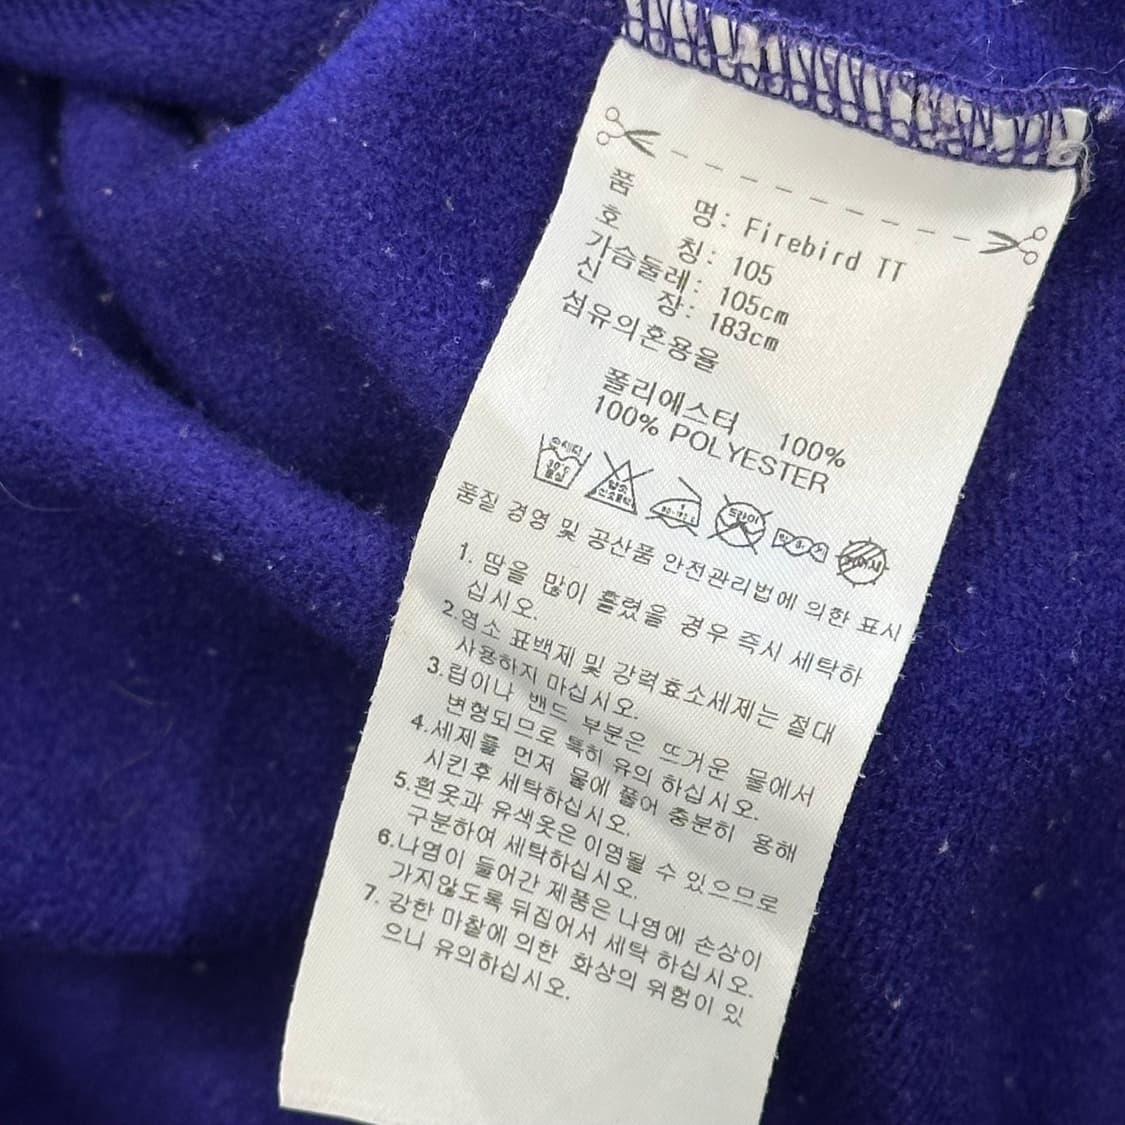 품 명: Firebird TT
호 칭: 105
가슴둘레: 105cm
신 장: 183cm
섬유의혼용율
폴리에스터 100%
100% POLYESTER
약30℃
중성
드라이
품질 경영 및 공산품 안전관리법에 의한 표시
1. 땀을 많이 흘렸을 경우 즉시 세탁하
십시오.
2.염소 표백제 및 강력효소세제는 절대
사용하지 마십시오.
3.립이나 밴드 부분은 뜨거운 물에서
변형되므로 특히 유의 하십시오.
4.세제를 먼저 물에 풀어 충분히 용해
시킨후 세탁하십시오.
5.흰옷과 유색옷은 이염될 수 있으므로
구분하여 세탁하십시오.
6.나염이 들어간 제품은 나염에 손상이
가지않도록 뒤집어서 세탁 하십시오.
7. 강한 마찰에 의한 화상의 위험이 있
으니 유의하십시오.